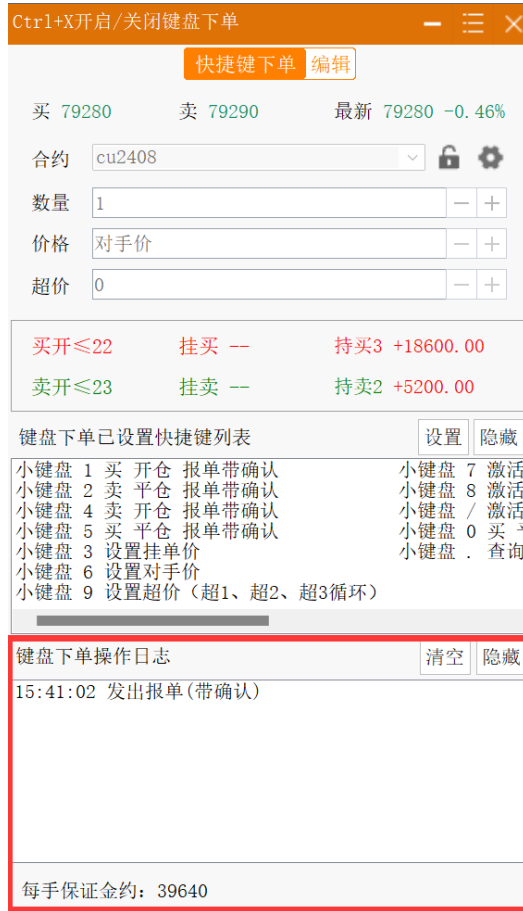 Ctrl+X开启/关闭键盘下单
快捷键下单 编辑
买 79280 卖 79290 最新 79280 -0.46%
合约 cu2408
数量 1
价格 对手价
超价 0
买开≤22 挂买 -- 持买3 +18600.00
卖开≤23 挂卖 -- 持卖2 +5200.00
键盘下单已设置快捷键列表 设置 隐藏
小键盘 1 买 开仓 报单带确认 小键盘 7 激活
小键盘 2 卖 平仓 报单带确认 小键盘 8 激活
小键盘 4 卖 开仓 报单带确认 小键盘 / 激活
小键盘 5 买 平仓 报单带确认 小键盘 0 买
小键盘 3 设置挂单价 小键盘 . 查询
小键盘 6 设置对手价
小键盘 9 设置超价（超1、超2、超3循环）
键盘下单操作日志 清空 隐藏
15:41:02 发出报单(带确认)
每手保证金约: 39640